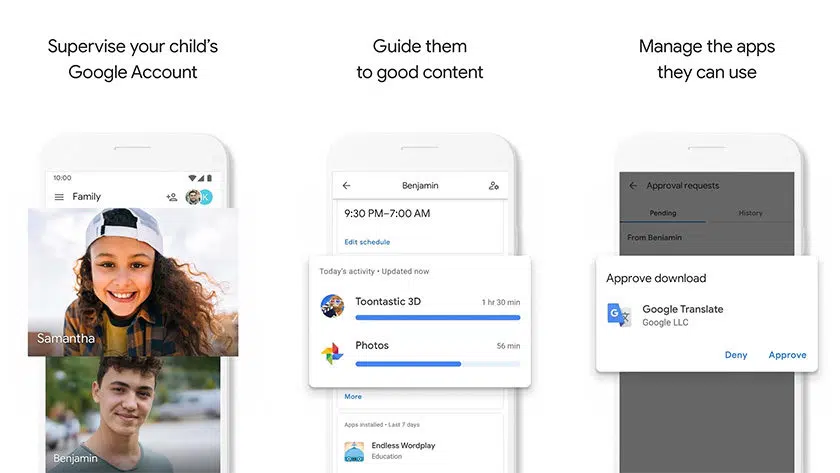 Supervise your child's
Google Account
Guide them
to good content
Manage the apps
they can use
10:00
Family
K
Samantha
Benjamin
Benjamin
9:30 PM–7:00 AM
Edit schedule
Today's activity • Updated now
Toontastic 3D
1 hr 30 min
Photos
56 min
More
Apps installed • Last 7 days
Endless Wordplay
Education
Approval requests
Pending
History
From Benjamin
Approve download
G
Google Translate
Google LLC
Deny
Approve